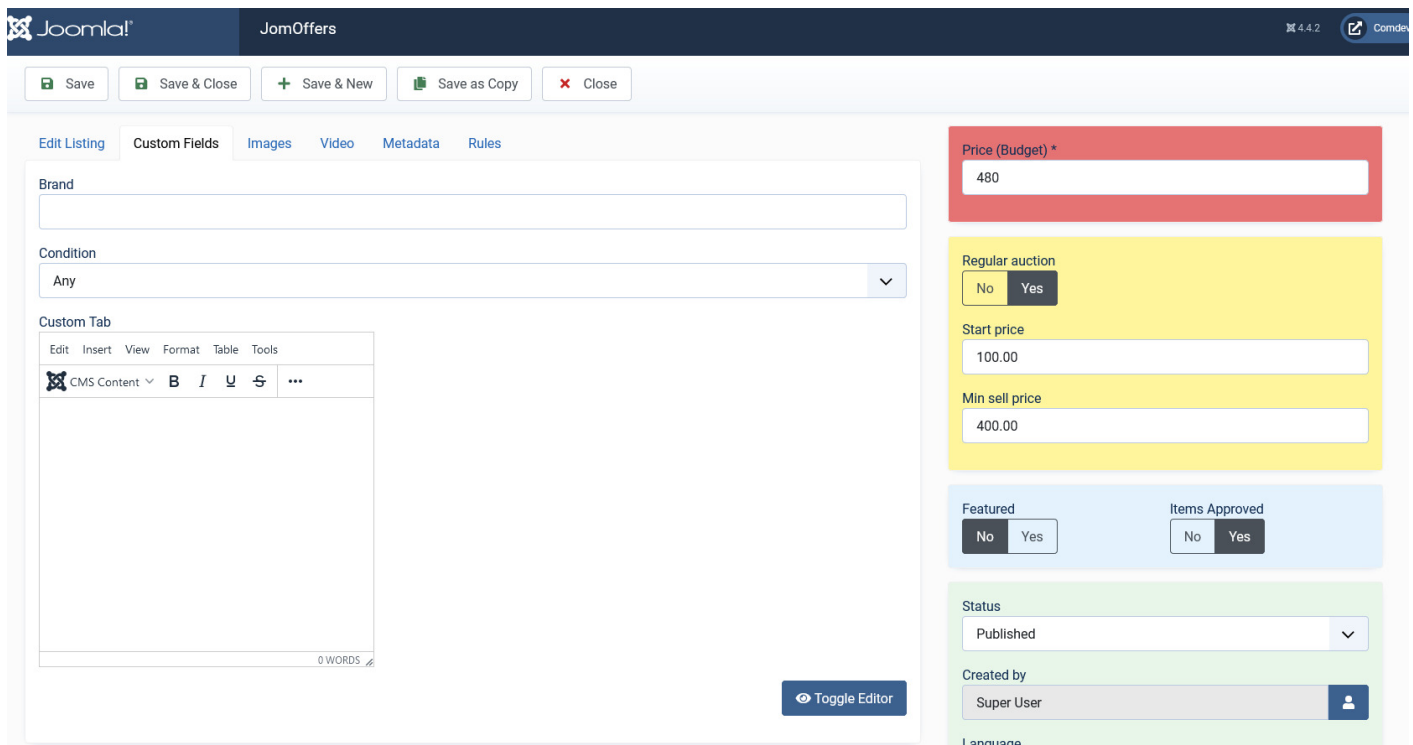 Joomla!® JomOffers 4.4.2 Comdev
Save Save & Close Save & New Save as Copy Close
Edit Listing Custom Fields Images Video Metadata Rules
Brand
Condition
Any
Custom Tab
Edit Insert View Format Table Tools
CMS Content B I U S ...
0 WORDS
Toggle Editor
Price (Budget) *
480
Regular auction
No Yes
Start price
100.00
Min sell price
400.00
Featured Items Approved
No Yes No Yes
Status
Published
Created by
Super User
Language